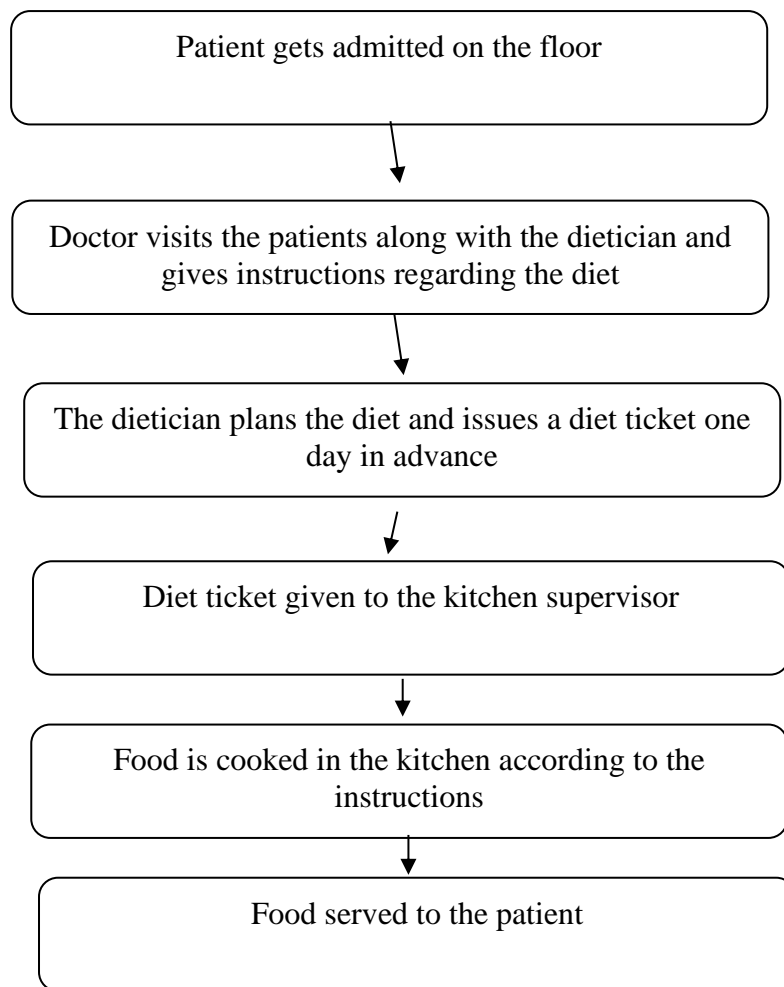 Patient gets admitted on the floor
Doctor visits the patients along with the dietician and
gives instructions regarding the diet
The dietician plans the diet and issues a diet ticket one
day in advance
Diet ticket given to the kitchen supervisor
Food is cooked in the kitchen according to the
instructions
Food served to the patient